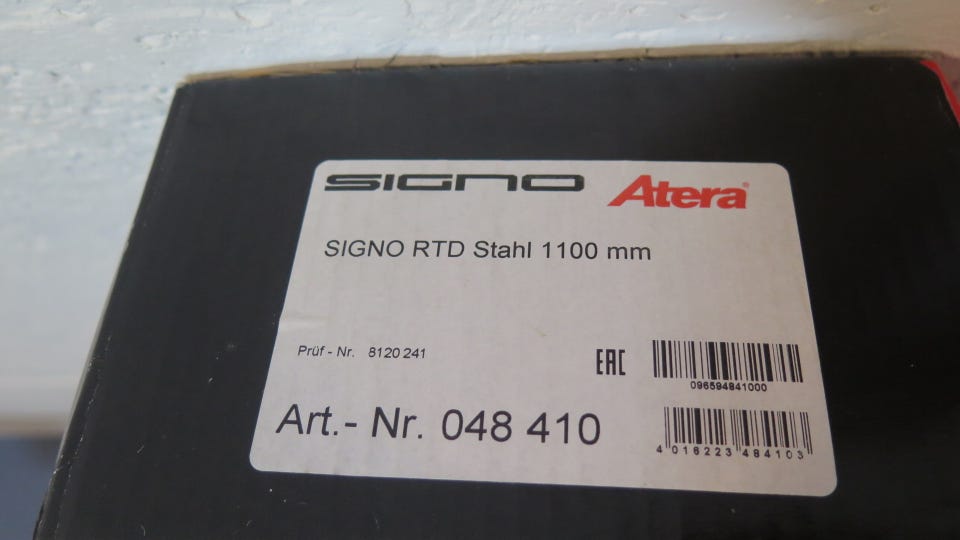 SIGNO Atera®
SIGNO RTD Stahl 1100 mm
Prüf - Nr. 8120 241
EAC
096594841000
Art.- Nr. 048 410
4 016223 484103